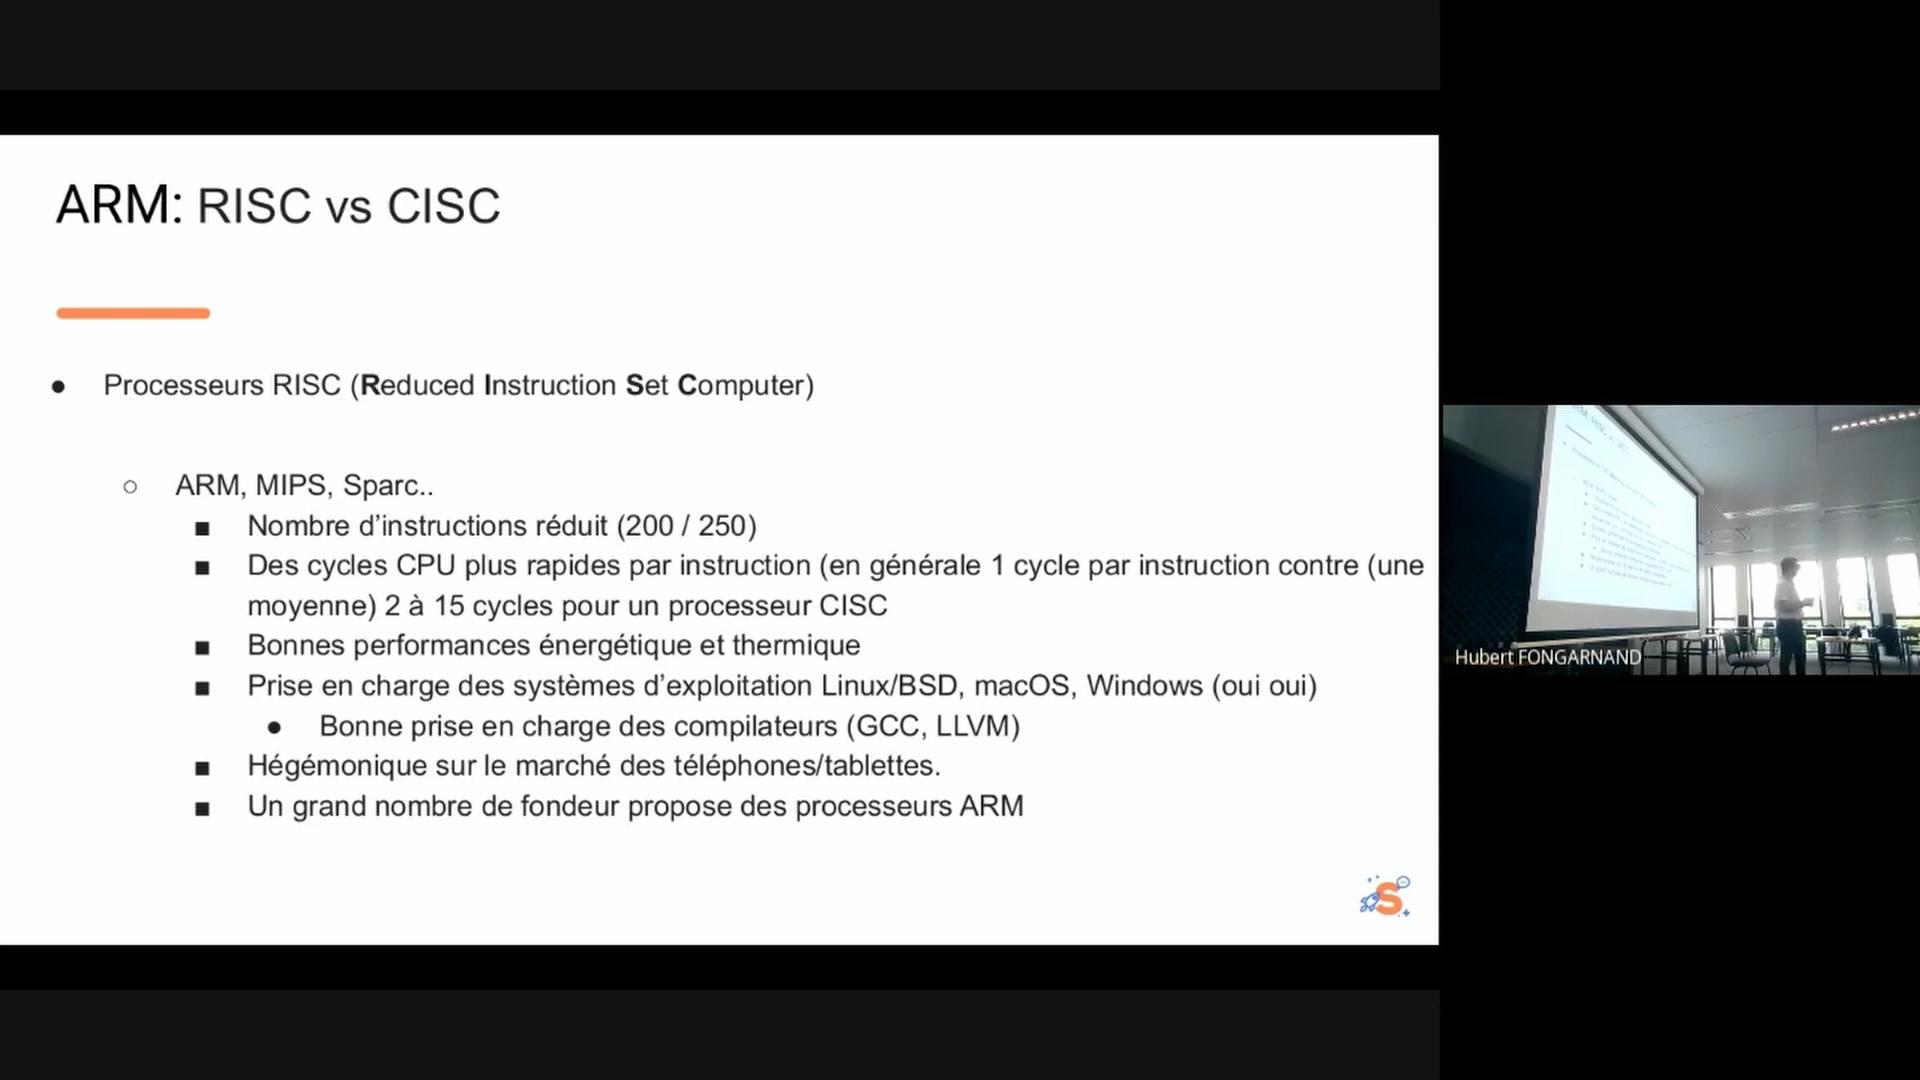 ARM: RISC vs CISC
● Processeurs RISC (Reduced Instruction Set Computer)
○ ARM, MIPS, Sparc..
■ Nombre d’instructions réduit (200 / 250)
■ Des cycles CPU plus rapides par instruction (en générale 1 cycle par instruction contre (une
moyenne) 2 à 15 cycles pour un processeur CISC
■ Bonnes performances énergétique et thermique
■ Prise en charge des systèmes d’exploitation Linux/BSD, macOS, Windows (oui oui)
● Bonne prise en charge des compilateurs (GCC, LLVM)
■ Hégémonique sur le marché des téléphones/tablettes.
■ Un grand nombre de fondeur propose des processeurs ARM
S
Hubert FONGARNAND